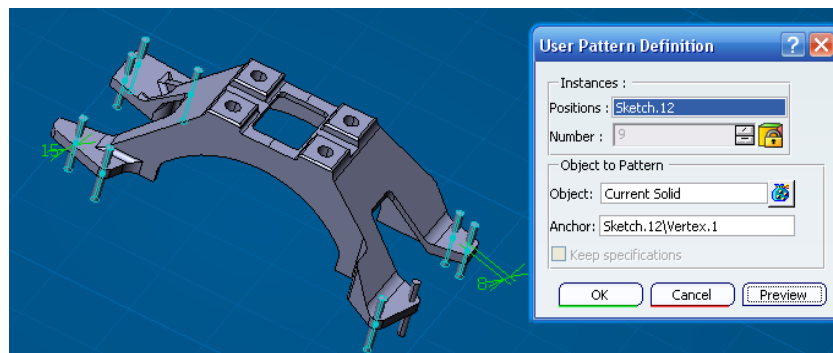 User Pattern Definition
Instances :
Positions : Sketch.12
Number : 9
Object to Pattern
Object: Current Solid
Anchor: Sketch.12\Vertex.1
Keep specifications
OK Cancel Preview
15
8